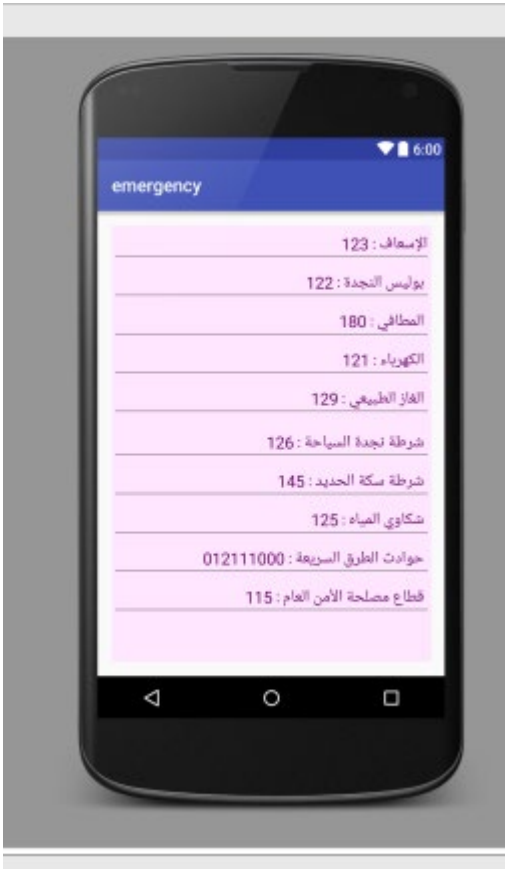 6:00
emergency
الإسعاف : 123
بوليس النجدة : 122
المطافي : 180
الكهرباء : 121
الغاز الطبيعي : 129
شرطة نجدة السياحة : 126
شرطة سكة الحديد : 145
شكاوي المياه : 125
حوادث الطرق السريعة : 012111000
قطاع مصلحة الأمن العام : 115